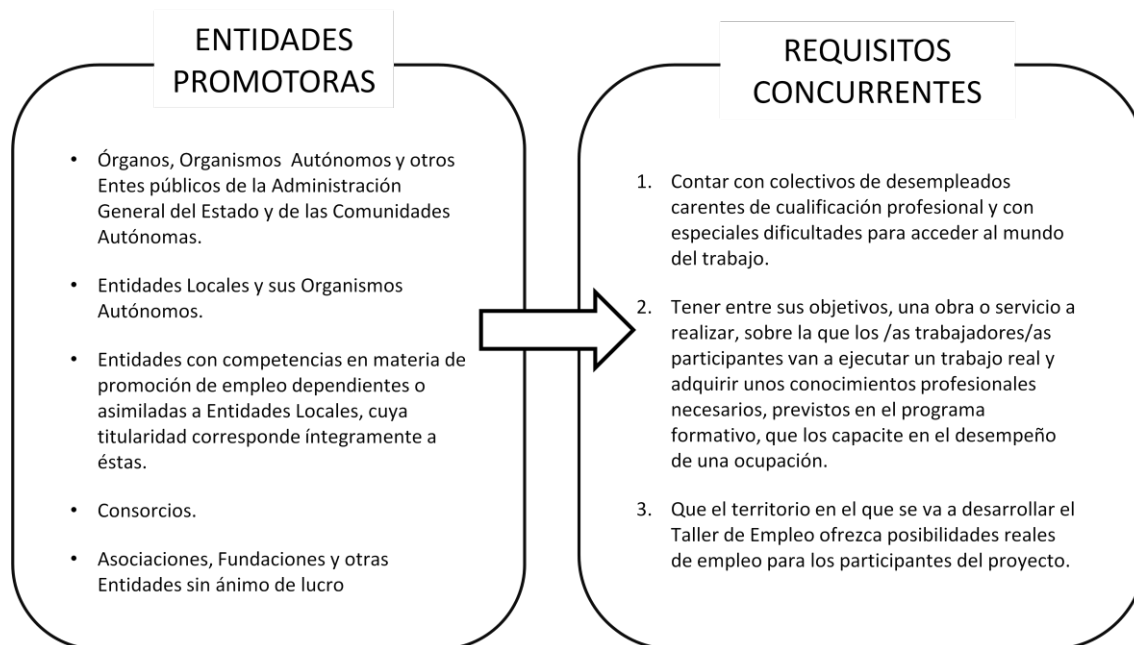 ENTIDADES
PROMOTORAS
• Órganos, Organismos Autónomos y otros
Entes públicos de la Administración
General del Estado y de las Comunidades
Autónomas.
• Entidades Locales y sus Organismos
Autónomos.
• Entidades con competencias en materia de
promoción de empleo dependientes o
asimiladas a Entidades Locales, cuya
titularidad corresponde íntegramente a
éstas.
• Consorcios.
• Asociaciones, Fundaciones y otras
Entidades sin ánimo de lucro
REQUISITOS
CONCURRENTES
1. Contar con colectivos de desempleados
carentes de cualificación profesional y con
especiales dificultades para acceder al mundo
del trabajo.
2. Tener entre sus objetivos, una obra o servicio a
realizar, sobre la que los /as trabajadores/as
participantes van a ejecutar un trabajo real y
adquirir unos conocimientos profesionales
necesarios, previstos en el programa
formativo, que los capacite en el desempeño
de una ocupación.
3. Que el territorio en el que se va a desarrollar el
Taller de Empleo ofrezca posibilidades reales
de empleo para los participantes del proyecto.